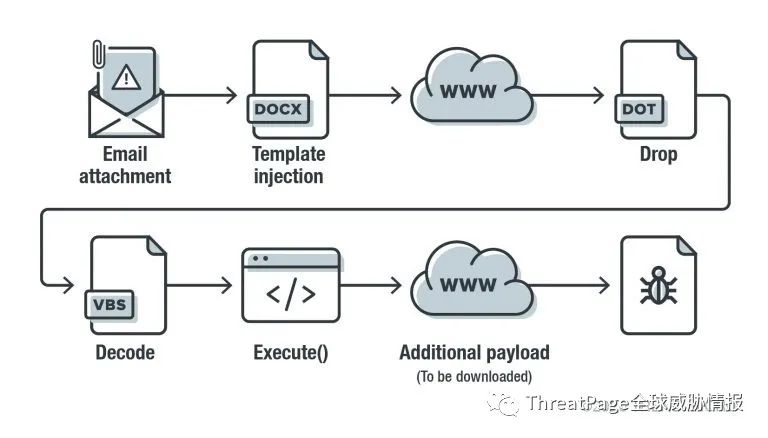 DOCX
WWW
DOT
Email
attachment
Template
injection
Drop
VBS
</>
WWW
Decode
Execute()
Additional payload
(To be downloaded)
ThreatPage全球威胁情报